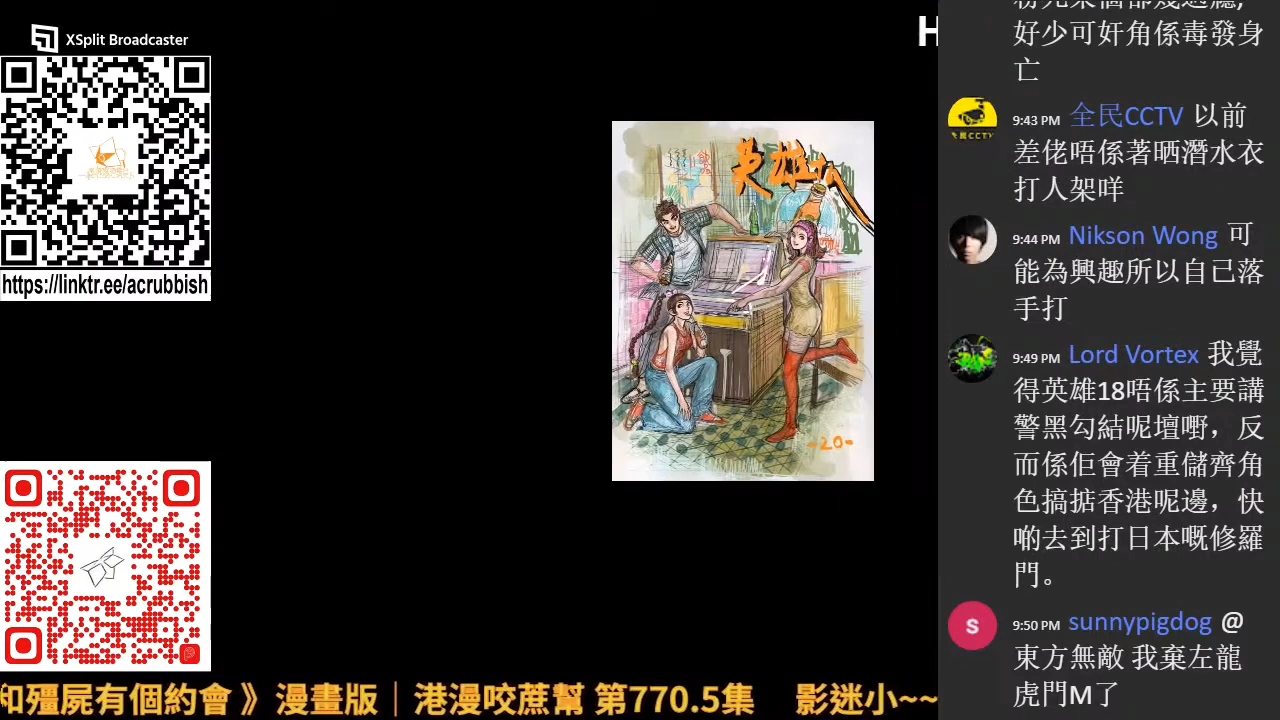 XSplit Broadcaster
https://linktr.ee/acrubbish
H
英雄十八
-20-
好少可奸角係毒發身
亡
9:43 PM 全民CCTV 以前
差佬唔係著晒潛水衣
打人架咩
9:44 PM Nikson Wong 可
能為興趣所以自己落
手打
9:49 PM Lord Vortex 我覺
得英雄18唔係主要講
警黑勾結呢壇嘢，反
而係佢會着重儲齊角
色搞掂香港呢邊，快
啲去到打日本嘅修羅
門。
S
9:50 PM sunnypigdog @
東方無敵 我棄左龍
虎門M了
和殭屍有個約會 》漫畫版｜港漫咬蔗幫 第770.5集 影迷小~~